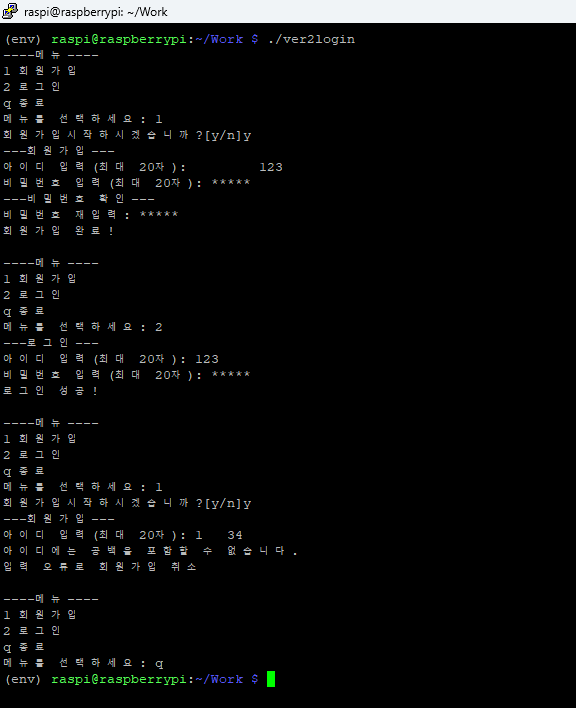 raspi@raspberrypi: ~/Work
(env) raspi@raspberrypi:~/Work $ ./ver2login
----메뉴----
1 회원가입
2 로그인
q 종료
메뉴를 선택하세요: 1
회원가입시작하시겠습니까?[y/n]y
---회원가입---
아이디 입력(최대 20자):         123
비밀번호 입력(최대 20자): *****
---비밀번호 확인---
비밀번호 재입력: *****
회원가입 완료!
----메뉴----
1 회원가입
2 로그인
q 종료
메뉴를 선택하세요: 2
---로그인---
아이디 입력(최대 20자): 123
비밀번호 입력(최대 20자): *****
로그인 성공!
----메뉴----
1 회원가입
2 로그인
q 종료
메뉴를 선택하세요: 1
회원가입시작하시겠습니까?[y/n]y
---회원가입---
아이디 입력(최대 20자): 1   34
아이디에는 공백을 포함할 수 없습니다.
입력 오류로 회원가입 취소
----메뉴----
1 회원가입
2 로그인
q 종료
메뉴를 선택하세요: q
(env) raspi@raspberrypi:~/Work $